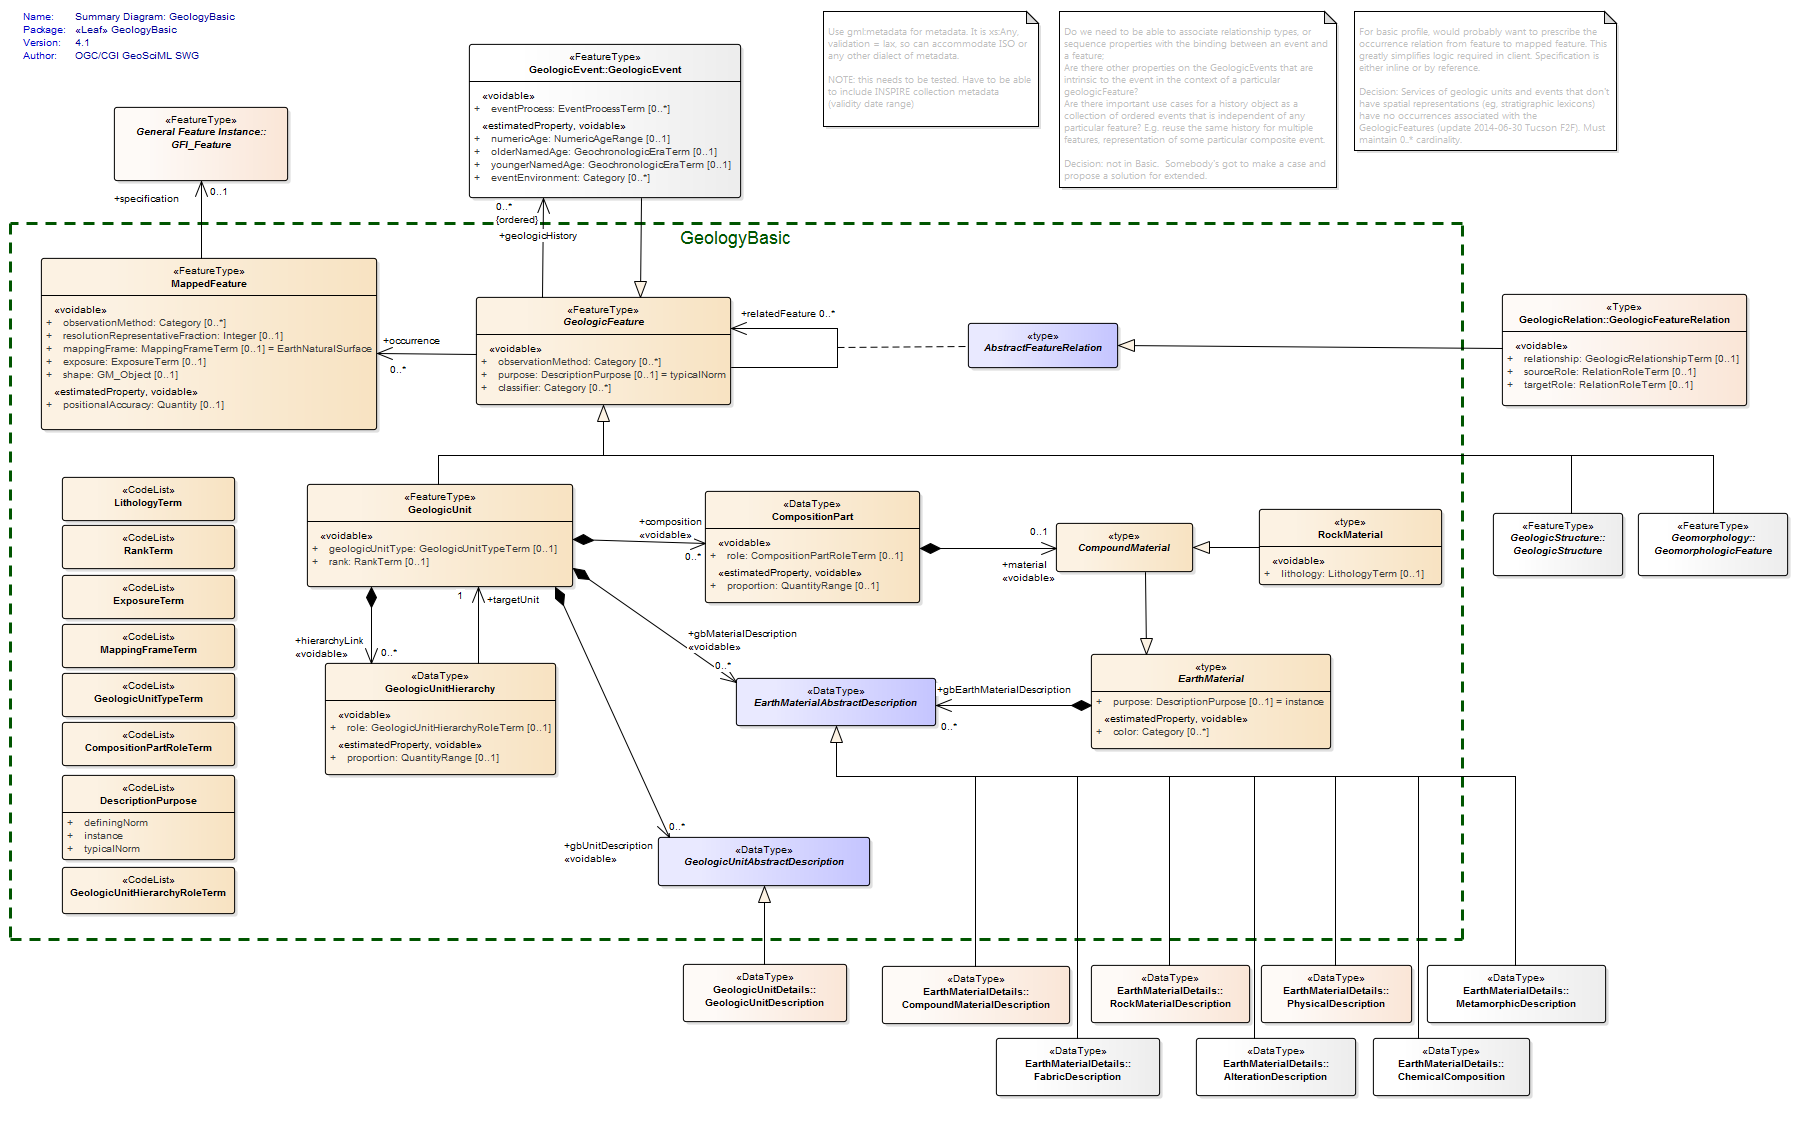 Name: Summary Diagram: GeologyBasic
Package: «Leaf» GeologyBasic
Version: 4.1
Author: OGC/CGI GeoSciML SWG
«FeatureType»
General Feature Instance::
GFI_Feature
+specification
0..1
«FeatureType»
GeologicEvent::GeologicEvent
«voidable»
+ eventProcess: EventProcessTerm [0..*]
«estimatedProperty, voidable»
+ numericAge: NumericAgeRange [0..1]
+ olderNamedAge: GeochronologicEraTerm [0..1]
+ youngerNamedAge: GeochronologicEraTerm [0..1]
+ eventEnvironment: Category [0..*]
0..*
{ordered}
+geologicHistory
Use gml:metadata for metadata. It is xs:Any,
validation = lax, so can accommodate ISO or
any other dialect of metadata.
NOTE: this needs to be tested. Have to be able
to include INSPIRE collection metadata
(validity date range)
Do we need to be able to associate relationship types, or
sequence properties with the binding between an event and
a feature;
Are there other properties on the GeologicEvents that are
intrinsic to the event in the context of a particular
geologicFeature?
Are there important use cases for a history object as a
collection of ordered events that is independent of any
particular feature? E.g. reuse the same history for multiple
features, representation of some particular composite event.
Decision: not in Basic.  Somebody's got to make a case and
propose a solution for extended.
For basic profile, would probably want to prescribe the
occurrence relation from feature to mapped feature. This
greatly simplifies logic required in client. Specification is
either inline or by reference.
Decision: Services of geologic units and events that don't
have spatial representations (eg, stratigraphic lexicons)
have no occurrences associated with the
GeologicFeatures (update 2014-06-30 Tucson F2F). Must
maintain 0..* cardinality.
GeologyBasic
«FeatureType»
MappedFeature
«voidable»
+ observationMethod: Category [0..*]
+ resolutionRepresentativeFraction: Integer [0..1]
+ mappingFrame: MappingFrameTerm [0..1] = EarthNaturalSurface
+ exposure: ExposureTerm [0..1]
+ shape: GM_Object [0..1]
«estimatedProperty, voidable»
+ positionalAccuracy: Quantity [0..1]
+occurrence
0..*
«FeatureType»
GeologicFeature
«voidable»
+ observationMethod: Category [0..*]
+ purpose: DescriptionPurpose [0..1] = typicalNorm
+ classifier: Category [0..*]
+relatedFeature 0..*
«type»
AbstractFeatureRelation
«Type»
GeologicRelation::GeologicFeatureRelation
«voidable»
+ relationship: GeologicRelationshipTerm [0..1]
+ sourceRole: RelationRoleTerm [0..1]
+ targetRole: RelationRoleTerm [0..1]
«CodeList»
LithologyTerm
«CodeList»
RankTerm
«CodeList»
ExposureTerm
«CodeList»
MappingFrameTerm
«CodeList»
GeologicUnitTypeTerm
«CodeList»
CompositionPartRoleTerm
«CodeList»
DescriptionPurpose
+ definingNorm
+ instance
+ typicalNorm
«CodeList»
GeologicUnitHierarchyRoleTerm
«FeatureType»
GeologicUnit
«voidable»
+ geologicUnitType: GeologicUnitTypeTerm [0..1]
+ rank: RankTerm [0..1]
+composition
«voidable»
0..*
«DataType»
CompositionPart
«voidable»
+ role: CompositionPartRoleTerm [0..1]
«estimatedProperty, voidable»
+ proportion: QuantityRange [0..1]
0..1
+material
«voidable»
«type»
CompoundMaterial
«type»
RockMaterial
«voidable»
+ lithology: LithologyTerm [0..1]
«FeatureType»
GeologicStructure::
GeologicStructure
«FeatureType»
Geomorphology::
GeomorphologicFeature
1
+targetUnit
+hierarchyLink
«voidable»
0..*
«DataType»
GeologicUnitHierarchy
«voidable»
+ role: GeologicUnitHierarchyRoleTerm [0..1]
«estimatedProperty, voidable»
+ proportion: QuantityRange [0..1]
+gbMaterialDescription
«voidable»
0..*
«DataType»
EarthMaterialAbstractDescription
+gbEarthMaterialDescription
0..*
«type»
EarthMaterial
+ purpose: DescriptionPurpose [0..1] = instance
«estimatedProperty, voidable»
+ color: Category [0..*]
0..*
+gbUnitDescription
«voidable»
«DataType»
GeologicUnitAbstractDescription
«DataType»
GeologicUnitDetails::
GeologicUnitDescription
«DataType»
EarthMaterialDetails::
CompoundMaterialDescription
«DataType»
EarthMaterialDetails::
RockMaterialDescription
«DataType»
EarthMaterialDetails::
PhysicalDescription
«DataType»
EarthMaterialDetails::
MetamorphicDescription
«DataType»
EarthMaterialDetails::
FabricDescription
«DataType»
EarthMaterialDetails::
AlterationDescription
«DataType»
EarthMaterialDetails::
ChemicalComposition